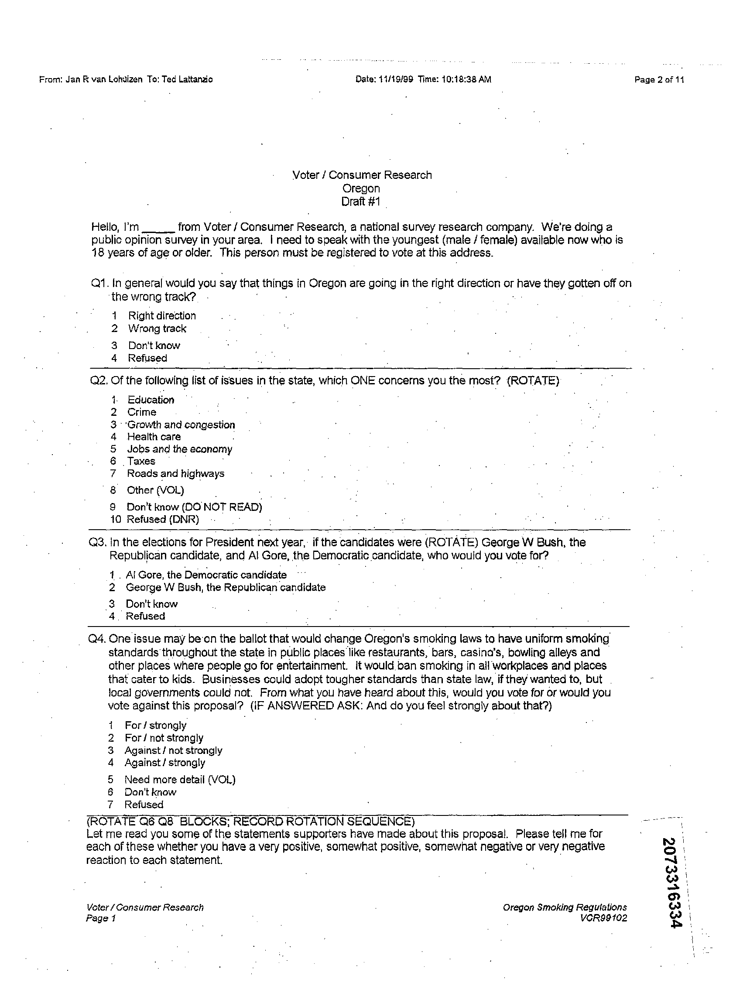 From: Jan R van Lohuizen To: Ted Lattanzio Date: 11/19/99 Time: 10:18:38 AM Page 2 of 11
Voter / Consumer Research
Oregon
Draft #1
Hello, I'm _____ from Voter / Consumer Research, a national survey research company. We're doing a
public opinion survey in your area. I need to speak with the youngest (male / female) available now who is
18 years of age or older. This person must be registered to vote at this address.
Q1. In general would you say that things in Oregon are going in the right direction or have they gotten off on
the wrong track?
1 Right direction
2 Wrong track
3 Don't know
4 Refused
Q2. Of the following list of issues in the state, which ONE concerns you the most? (ROTATE)
1 Education
2 Crime
3 Growth and congestion
4 Health care
5 Jobs and the economy
6 Taxes
7 Roads and highways
8 Other (VOL)
9 Don't know (DO NOT READ)
10 Refused (DNR)
Q3. In the elections for President next year, if the candidates were (ROTATE) George W Bush, the
Republican candidate, and Al Gore, the Democratic candidate, who would you vote for?
1 Al Gore, the Democratic candidate
2 George W Bush, the Republican candidate
3 Don't know
4 Refused
Q4. One issue may be on the ballot that would change Oregon's smoking laws to have uniform smoking
standards throughout the state in public places like restaurants, bars, casino's, bowling alleys and
other places where people go for entertainment. It would ban smoking in all workplaces and places
that cater to kids. Businesses could adopt tougher standards than state law, if they wanted to, but
local governments could not. From what you have heard about this, would you vote for or would you
vote against this proposal? (IF ANSWERED ASK: And do you feel strongly about that?)
1 For / strongly
2 For / not strongly
3 Against / not strongly
4 Against / strongly
5 Need more detail (VOL)
6 Don't know
7 Refused
(ROTATE Q6 Q8 BLOCKS; RECORD ROTATION SEQUENCE)
Let me read you some of the statements supporters have made about this proposal. Please tell me for
each of these whether you have a very positive, somewhat positive, somewhat negative or very negative
reaction to each statement.
Voter / Consumer Research Oregon Smoking Regulations
Page 1 VCR99102
2073316334